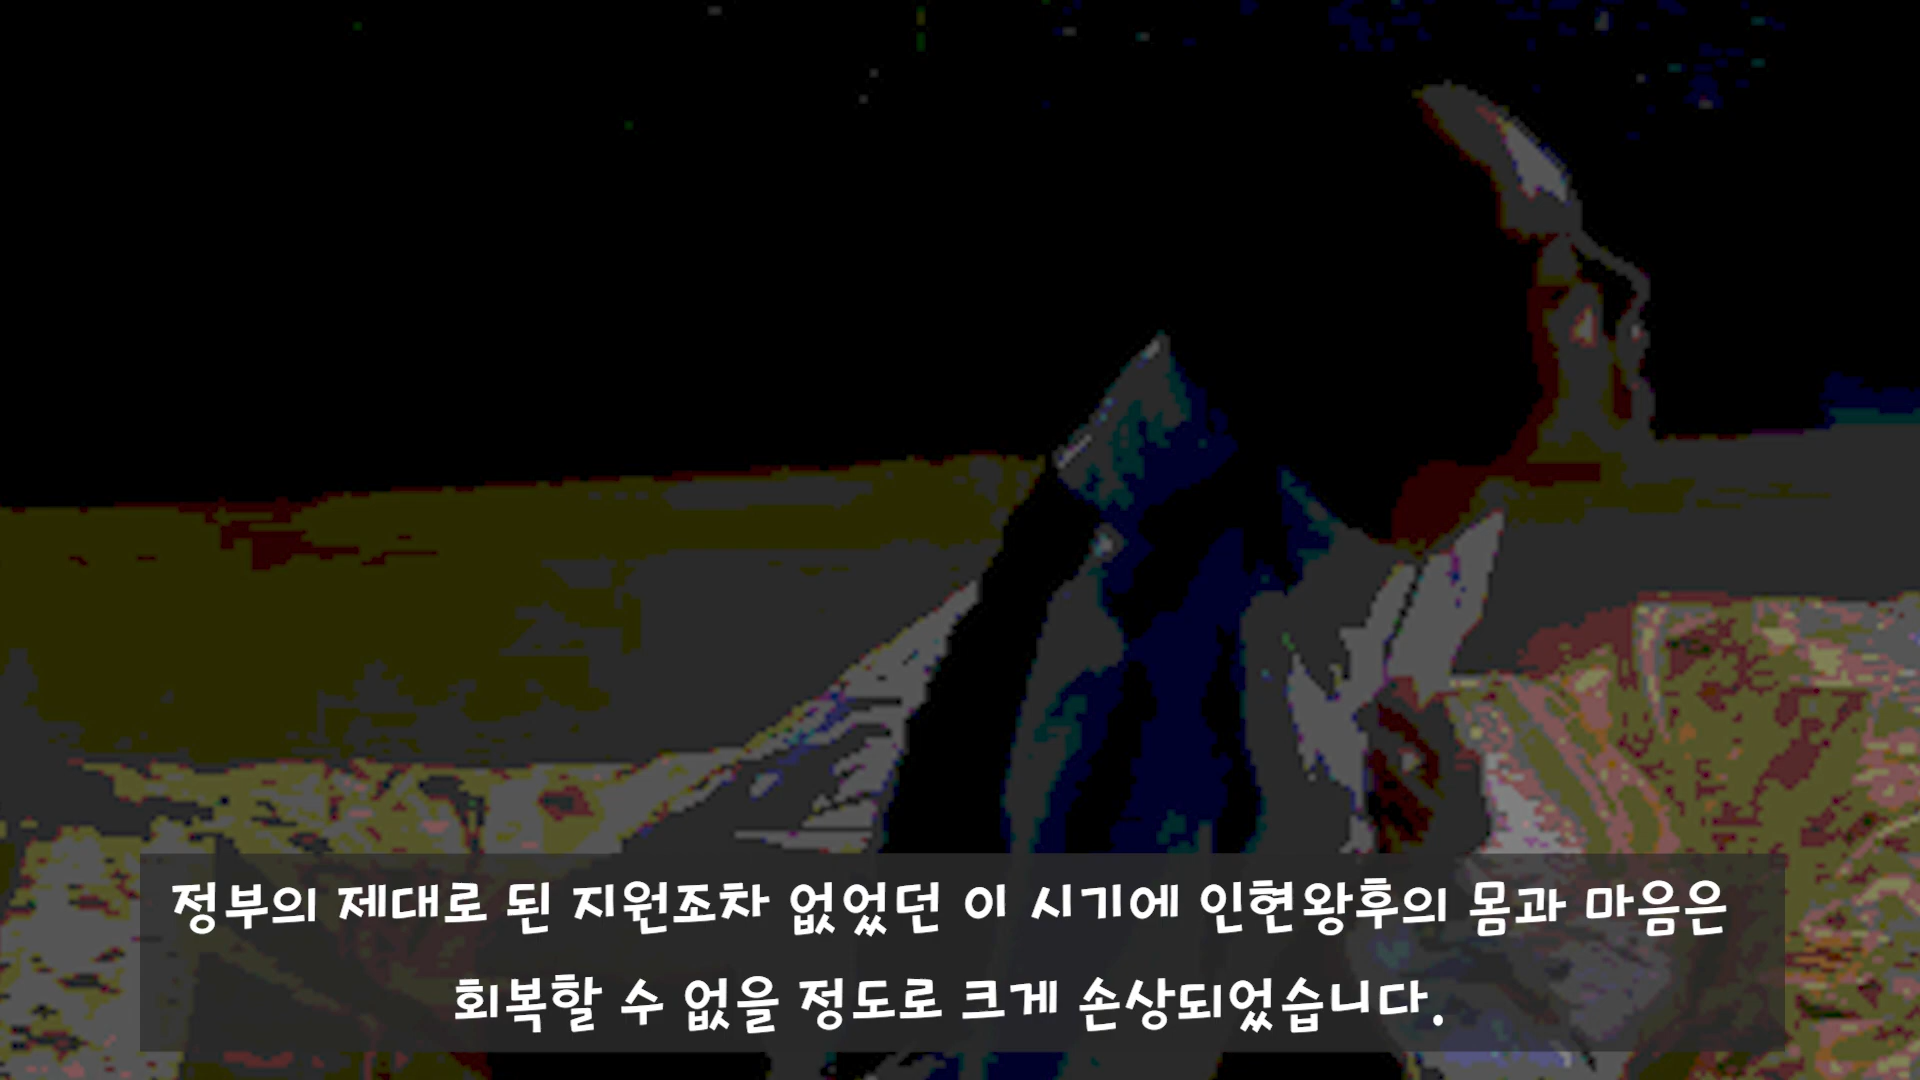 정부의 제대로 된 지원조차 없었던 이 시기에 인현왕후의 몸과 마음은
회복할 수 없을 정도로 크게 손상되었습니다.